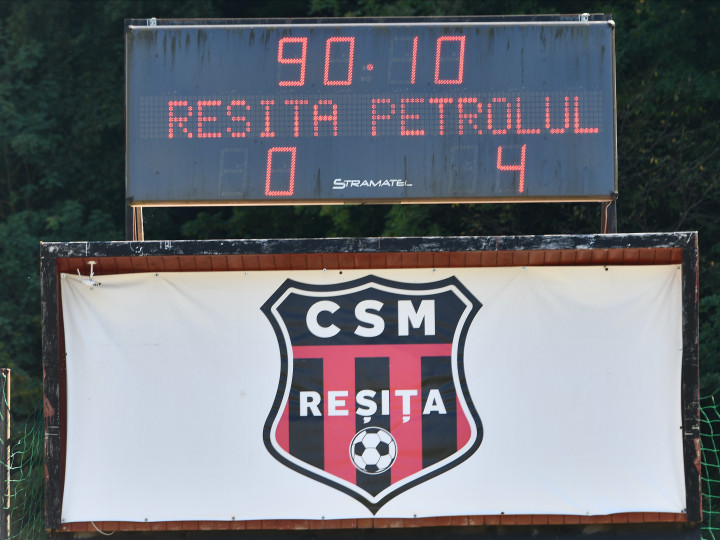 90.10
RESITA PETROLUL
0 4
STRAMATEL
CSM
REȘIȚA